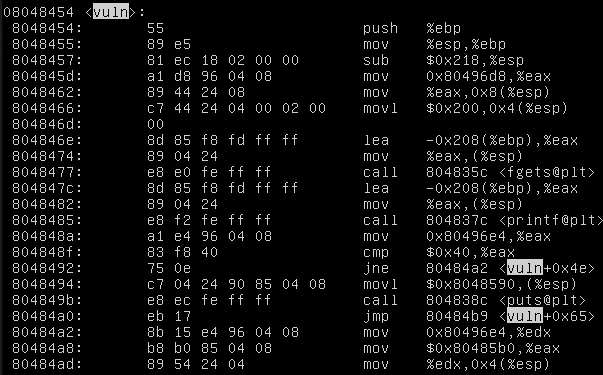 08048454 <vuln>:
8048454: 55 push %ebp
8048455: 89 e5 mov %esp,%ebp
8048457: 81 ec 18 02 00 00 sub $0x218,%esp
804845d: a1 d8 96 04 08 mov 0x80496d8,%eax
8048462: 89 44 24 08 mov %eax,0x8(%esp)
8048466: c7 44 24 04 00 02 00 movl $0x200,0x4(%esp)
804846d: 00
804846e: 8d 85 f8 fd ff ff lea -0x208(%ebp),%eax
8048474: 89 04 24 mov %eax,(%esp)
8048477: e8 e0 fe ff ff call 804835c <fgets@plt>
804847c: 8d 85 f8 fd ff ff lea -0x208(%ebp),%eax
8048482: 89 04 24 mov %eax,(%esp)
8048485: e8 f2 fe ff ff call 804837c <printf@plt>
804848a: a1 e4 96 04 08 mov 0x80496e4,%eax
804848f: 83 f8 40 cmp $0x40,%eax
8048492: 75 0e jne 80484a2 <vuln+0x4e>
8048494: c7 04 24 90 85 04 08 movl $0x8048590,(%esp)
804849b: e8 ec fe ff ff call 804838c <puts@plt>
80484a0: eb 17 jmp 80484b9 <vuln+0x65>
80484a2: 8b 15 e4 96 04 08 mov 0x80496e4,%edx
80484a8: b8 b0 85 04 08 mov $0x80485b0,%eax
80484ad: 89 54 24 04 mov %edx,0x4(%esp)